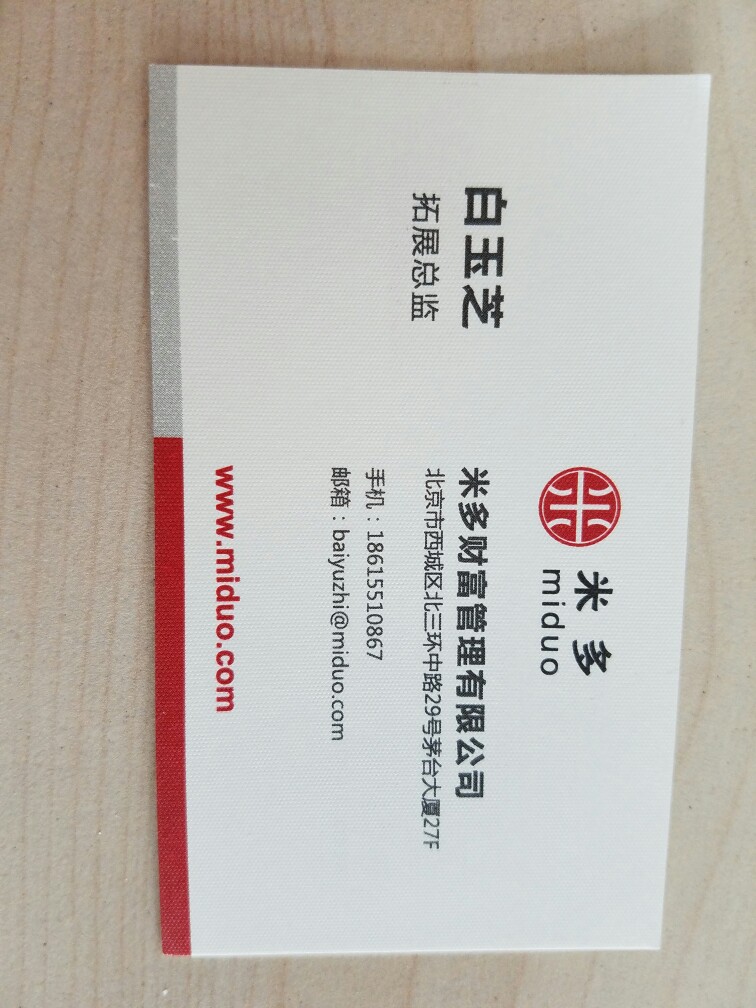 米多
miduo
白玉芝
拓展总监
米多财富管理有限公司
北京市西城区北三环中路29号茅台大厦27F
手机：18615510867
邮箱：baiyuzhi@miduo.com
www.miduo.com